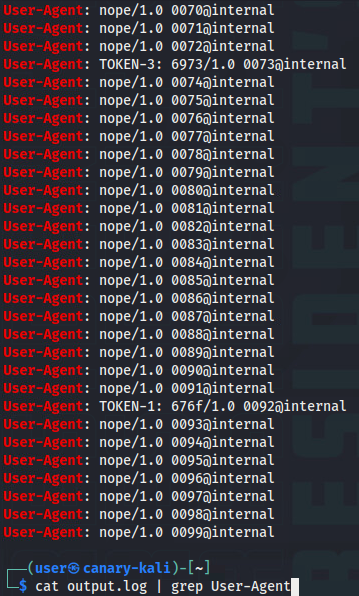 User-Agent: nope/1.0 0070@internal
User-Agent: nope/1.0 0071@internal
User-Agent: nope/1.0 0072@internal
User-Agent: TOKEN-3: 6973/1.0 0073@internal
User-Agent: nope/1.0 0074@internal
User-Agent: nope/1.0 0075@internal
User-Agent: nope/1.0 0076@internal
User-Agent: nope/1.0 0077@internal
User-Agent: nope/1.0 0078@internal
User-Agent: nope/1.0 0079@internal
User-Agent: nope/1.0 0080@internal
User-Agent: nope/1.0 0081@internal
User-Agent: nope/1.0 0082@internal
User-Agent: nope/1.0 0083@internal
User-Agent: nope/1.0 0084@internal
User-Agent: nope/1.0 0085@internal
User-Agent: nope/1.0 0086@internal
User-Agent: nope/1.0 0087@internal
User-Agent: nope/1.0 0088@internal
User-Agent: nope/1.0 0089@internal
User-Agent: nope/1.0 0090@internal
User-Agent: nope/1.0 0091@internal
User-Agent: TOKEN-1: 676f/1.0 0092@internal
User-Agent: nope/1.0 0093@internal
User-Agent: nope/1.0 0094@internal
User-Agent: nope/1.0 0095@internal
User-Agent: nope/1.0 0096@internal
User-Agent: nope/1.0 0097@internal
User-Agent: nope/1.0 0098@internal
User-Agent: nope/1.0 0099@internal
┌──(user㉿canary-kali)-[~]
└─$ cat output.log | grep User-Agent